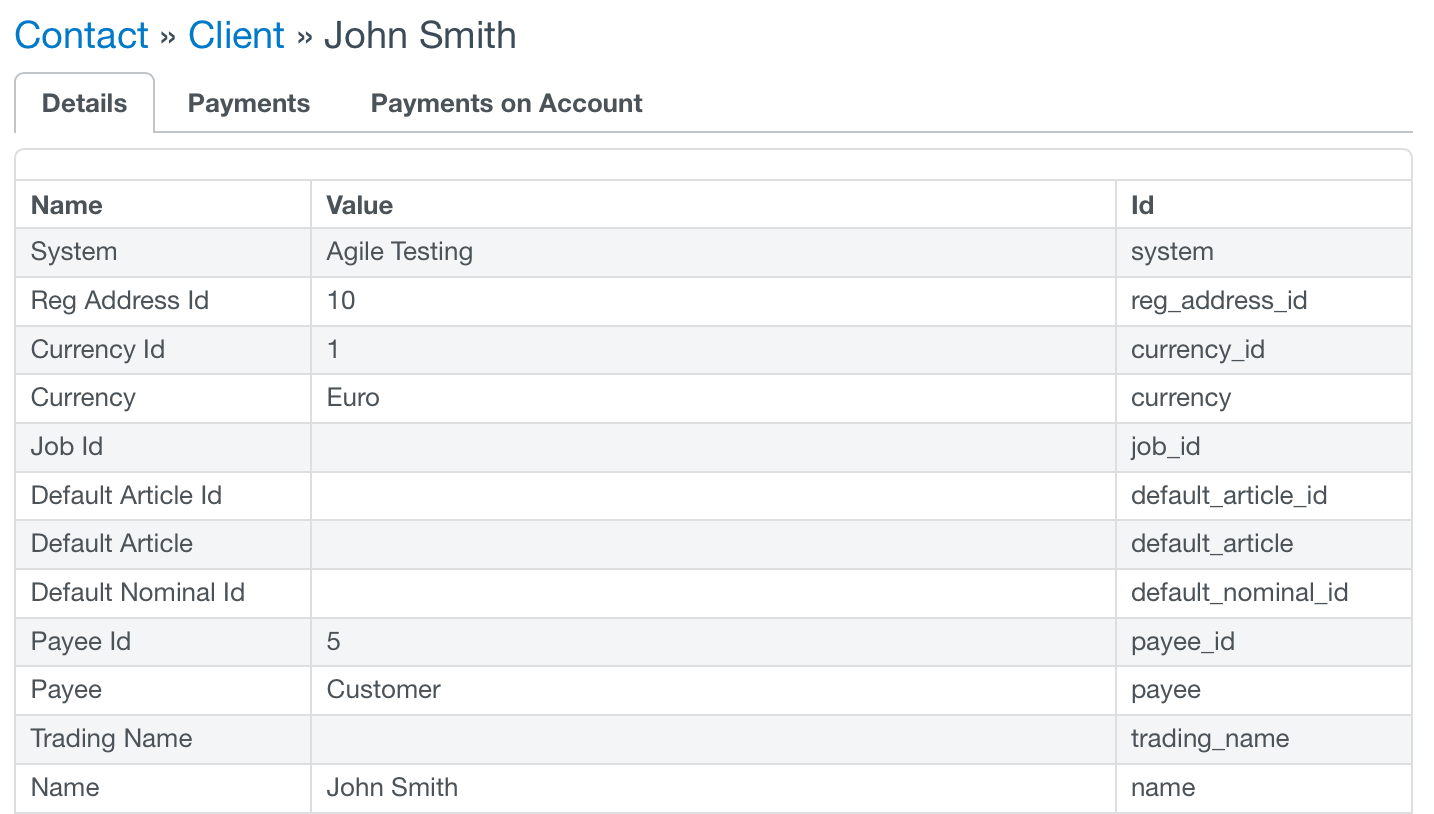 Contact » Client » John Smith
Details Payments Payments on Account
Name Value Id
System Agile Testing system
Reg Address Id 10 reg_address_id
Currency Id 1 currency_id
Currency Euro currency
Job Id job_id
Default Article Id default_article_id
Default Article default_article
Default Nominal Id default_nominal_id
Payee Id 5 payee_id
Payee Customer payee
Trading Name trading_name
Name John Smith name